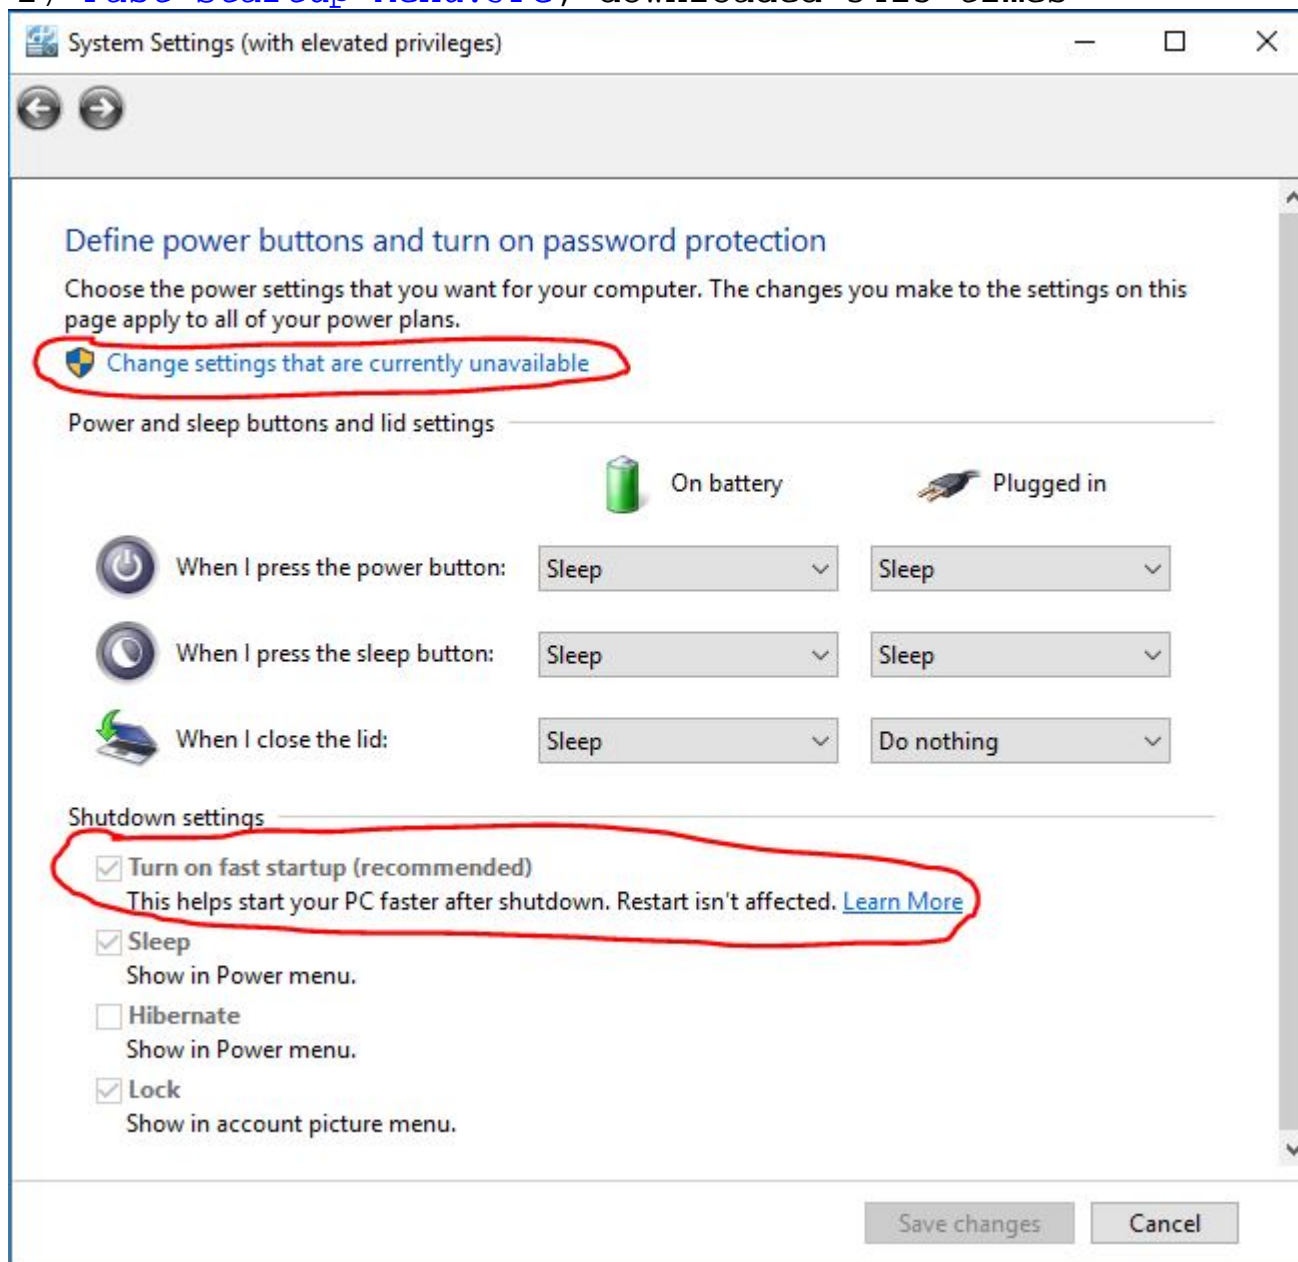 System Settings (with elevated privileges)
Define power buttons and turn on password protection
Choose the power settings that you want for your computer. The changes you make to the settings on this
page apply to all of your power plans.
Change settings that are currently unavailable
Power and sleep buttons and lid settings
On battery Plugged in
When I press the power button: Sleep Sleep
When I press the sleep button: Sleep Sleep
When I close the lid: Sleep Do nothing
Shutdown settings
Turn on fast startup (recommended)
This helps start your PC faster after shutdown. Restart isn't affected. Learn More
Sleep
Show in Power menu.
Hibernate
Show in Power menu.
Lock
Show in account picture menu.
Save changes Cancel